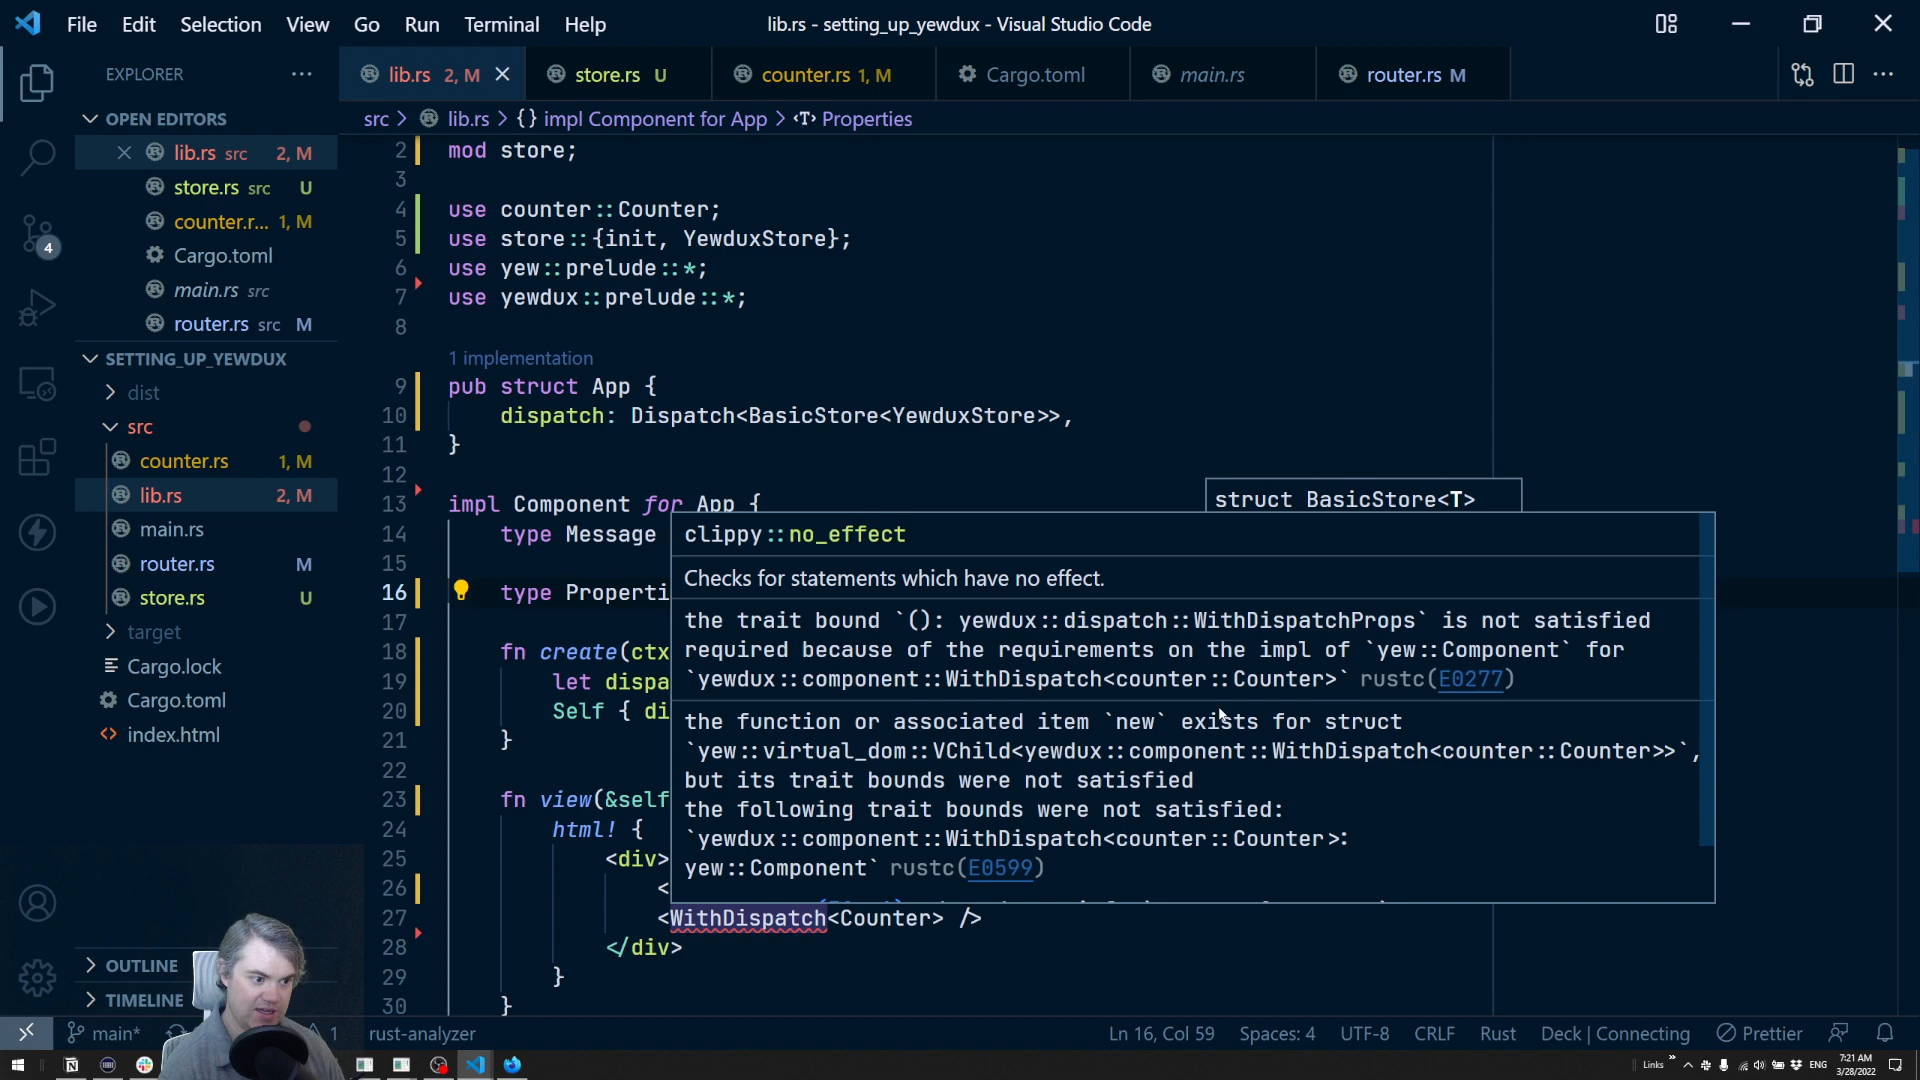 File Edit Selection View Go Run Terminal Help
lib.rs - setting_up_yewdux - Visual Studio Code
EXPLORER
OPEN EDITORS
lib.rs src 2, M
store.rs src U
counter.r... 1, M
Cargo.toml
main.rs src
router.rs src M
SETTING_UP_YEWDUX
dist
src
counter.rs 1, M
lib.rs 2, M
main.rs
router.rs M
store.rs U
target
Cargo.lock
Cargo.toml
index.html
OUTLINE
TIMELINE
4
lib.rs 2, M
store.rs U
counter.rs 1, M
Cargo.toml
main.rs
router.rs M
src > lib.rs > {} impl Component for App > Properties
2 mod store;
3
4 use counter::Counter;
5 use store::{init, YewduxStore};
6 use yew::prelude::*;
7 use yewdux::prelude::*;
8
1 implementation
9 pub struct App {
10 dispatch: Dispatch<BasicStore<YewduxStore>>,
11 }
12
13 impl Component for App {
struct BasicStore<T>
14 type Message
15
16 type Properti
17
18 fn create(ctx
19 let dispa
20 Self { di
21 }
22
23 fn view(&self
24 html! {
25 <div>
26 <
27 <WithDispatch<Counter> />
28 </div>
29 }
30 }
clippy::no_effect
Checks for statements which have no effect.
the trait bound `(): yewdux::dispatch::WithDispatchProps` is not satisfied
required because of the requirements on the impl of `yew::Component` for
`yewdux::component::WithDispatch<counter::Counter>` rustc(E0277)
the function or associated item `new` exists for struct
`yew::virtual_dom::VChild<yewdux::component::WithDispatch<counter::Counter>>`,
but its trait bounds were not satisfied
the following trait bounds were not satisfied:
`yewdux::component::WithDispatch<counter::Counter>:
yew::Component` rustc(E0599)
main* 1 rust-analyzer
Ln 16, Col 59 Spaces: 4 UTF-8 CRLF Rust Deck | Connecting Prettier
Links ENG
7:21 AM
3/28/2022